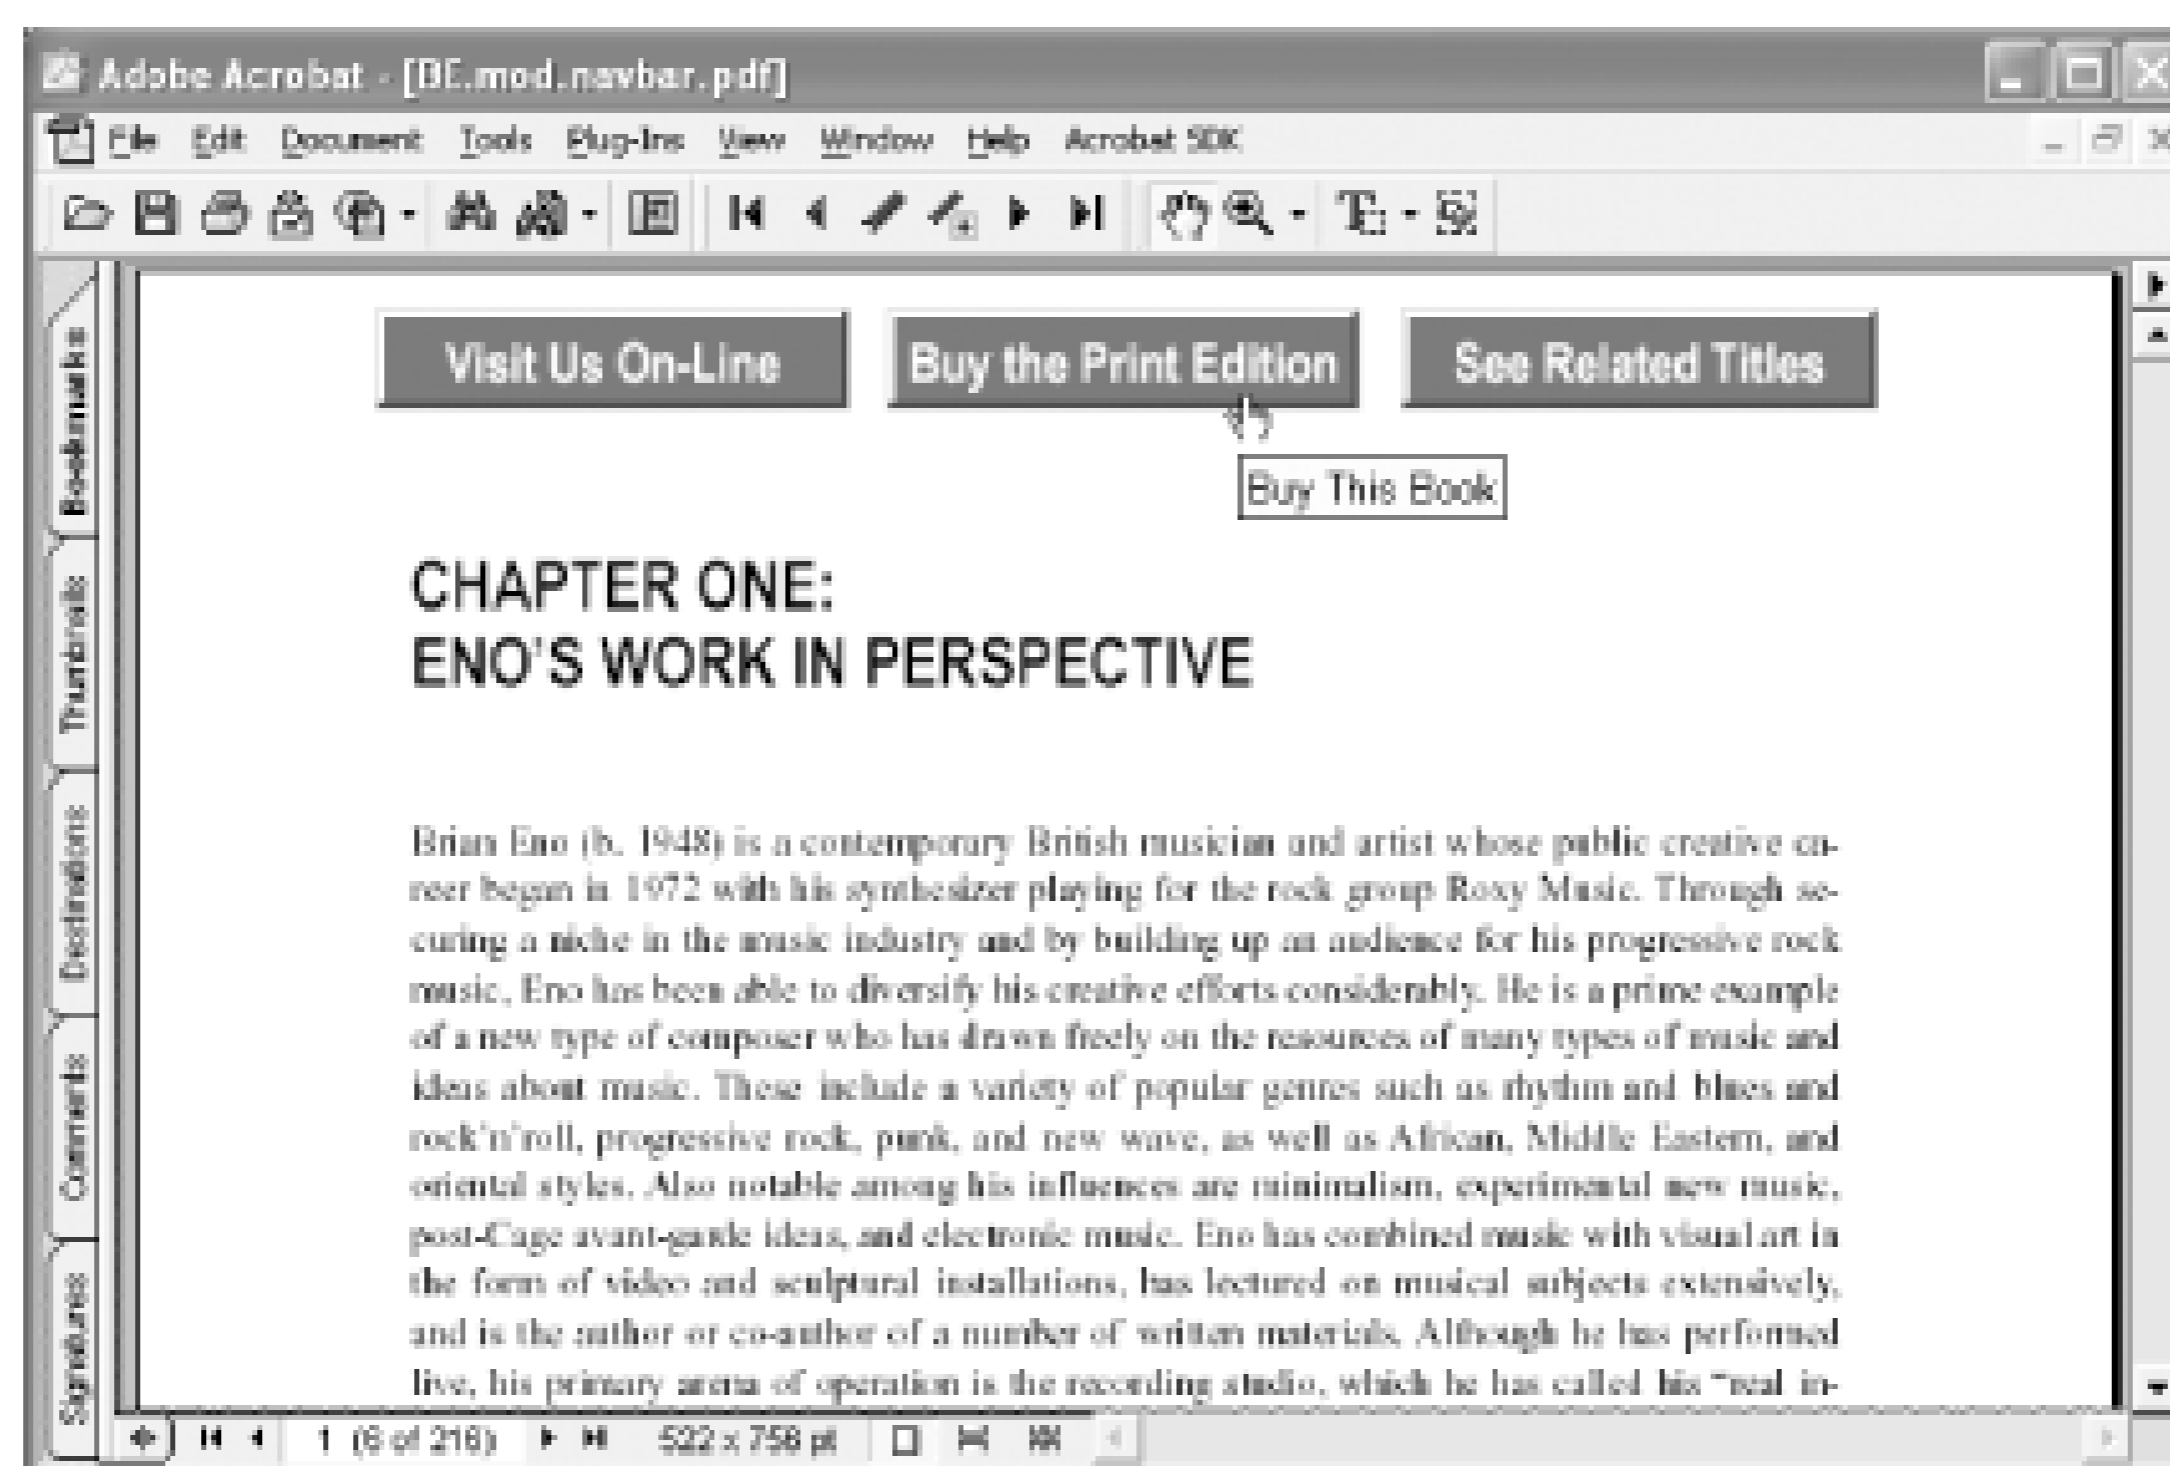 Adobe Acrobat - [BE.mod.navbar.pdf]
File Edit Document Tools Plug-Ins View Window Help Acrobat SDK
Visit Us On-Line Buy the Print Edition See Related Titles
Buy This Book
Bookmarks
Thumbnails
Destinations
Comments
Signatures
CHAPTER ONE:
ENO'S WORK IN PERSPECTIVE
Brian Eno (b. 1948) is a contemporary British musician and artist whose public creative ca-
reer began in 1972 with his synthesizer playing for the rock group Roxy Music. Through se-
curing a niche in the music industry and by building up an audience for his progressive rock
music, Eno has been able to diversify his creative efforts considerably. He is a prime example
of a new type of composer who has drawn freely on the resources of many types of music and
ideas about music. These include a variety of popular genres such as rhythm and blues and
rock'n'roll, progressive rock, punk, and new wave, as well as African, Middle Eastern, and
oriental styles. Also notable among his influences are minimalism, experimental new music,
post-Cage avant-garde ideas, and electronic music. Eno has combined music with visual art in
the form of video and sculptural installations, has lectured on musical subjects extensively,
and is the author or co-author of a number of written materials. Although he has performed
live, his primary arena of operation is the recording studio, which he has called his "real in-
1 (6 of 216) 522 x 756 pt